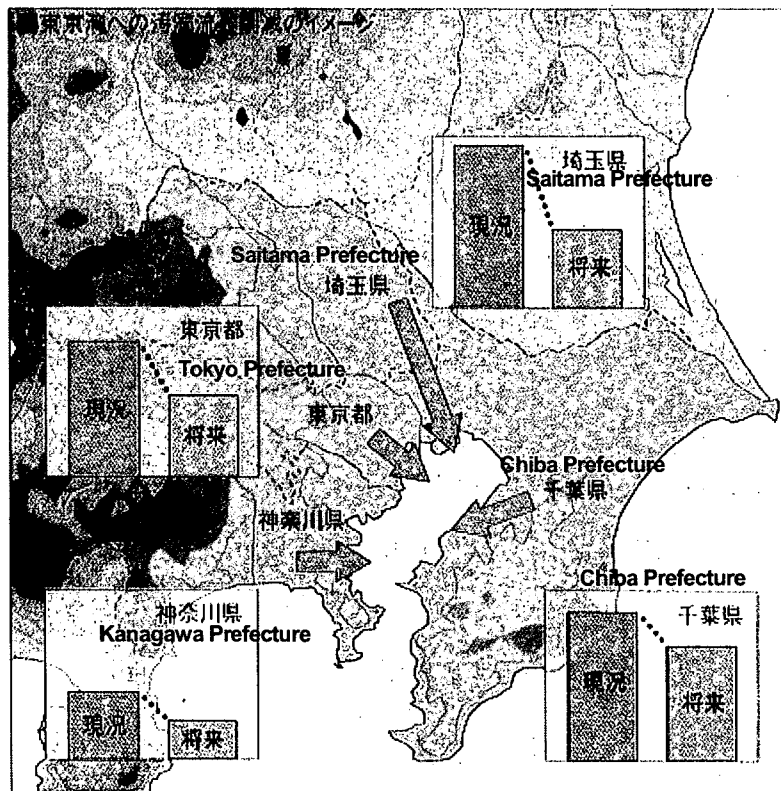 東京湾への汚濁流入削減のイメージ
埼玉県
Saitama Prefecture
現況
将来
Saitama Prefecture
埼玉県
東京都
Tokyo Prefecture
現況
将来
東京都
Chiba Prefecture
千葉県
神奈川県
Chiba Prefecture
千葉県
現況
将来
神奈川県
Kanagawa Prefecture
現況
将来